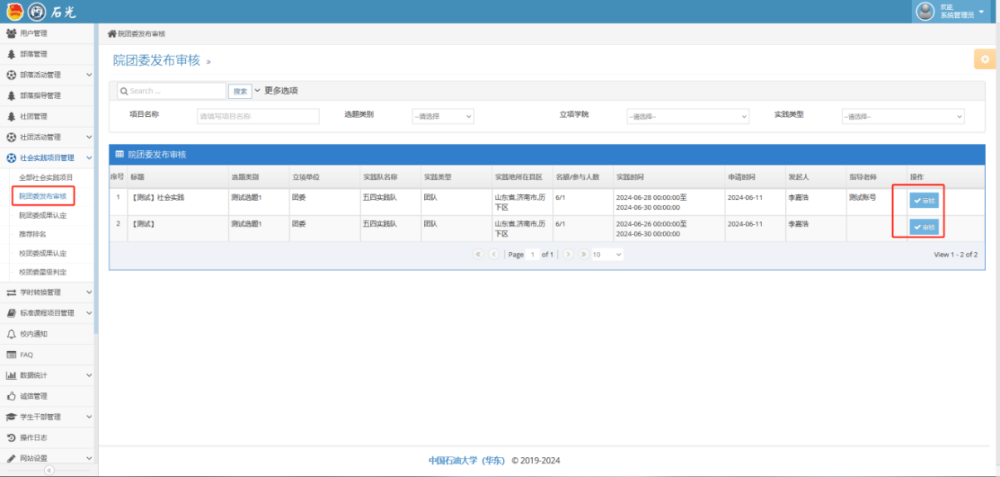 石光
欢迎,
系统管理员
用户管理
部落管理
部落活动管理
部落指导管理
社团管理
社团活动管理
社会实践项目管理
全部社会实践项目
院团委发布审核
院团委成果认定
推荐排名
校团委成果认定
校团委星级判定
学时转换管理
标准课程项目管理
校内通知
FAQ
数据统计
诚信管理
学生干部管理
操作日志
网站设置
院团委发布审核
院团委发布审核 »
Search ... 搜索 更多选项
项目名称 请填写项目名称 选题类别 --请选择-- 立项学院 --请选择-- 实践类型 --请选择--
院团委发布审核
序号 标题 选题类别 立项单位 实践队名称 实践类型 实践地所在县区 名额/参与人数 实践时间 申请时间 发起人 指导老师 操作
1 【测试】社会实践 测试选题1 团委 五四实践队 团队 山东省,济南市,历下区 6/1 2024-06-28 00:00:00至2024-06-30 00:00:00 2024-06-11 李嘉浩 测试账号 审核
2 【测试】 测试选题1 团委 五四实践队 团队 山东省,济南市,历下区 6/1 2024-06-26 00:00:00至2024-06-30 00:00:00 2024-06-11 李嘉浩 审核
Page 1 of 1 10 View 1 - 2 of 2
中国石油大学（华东） © 2019-2024